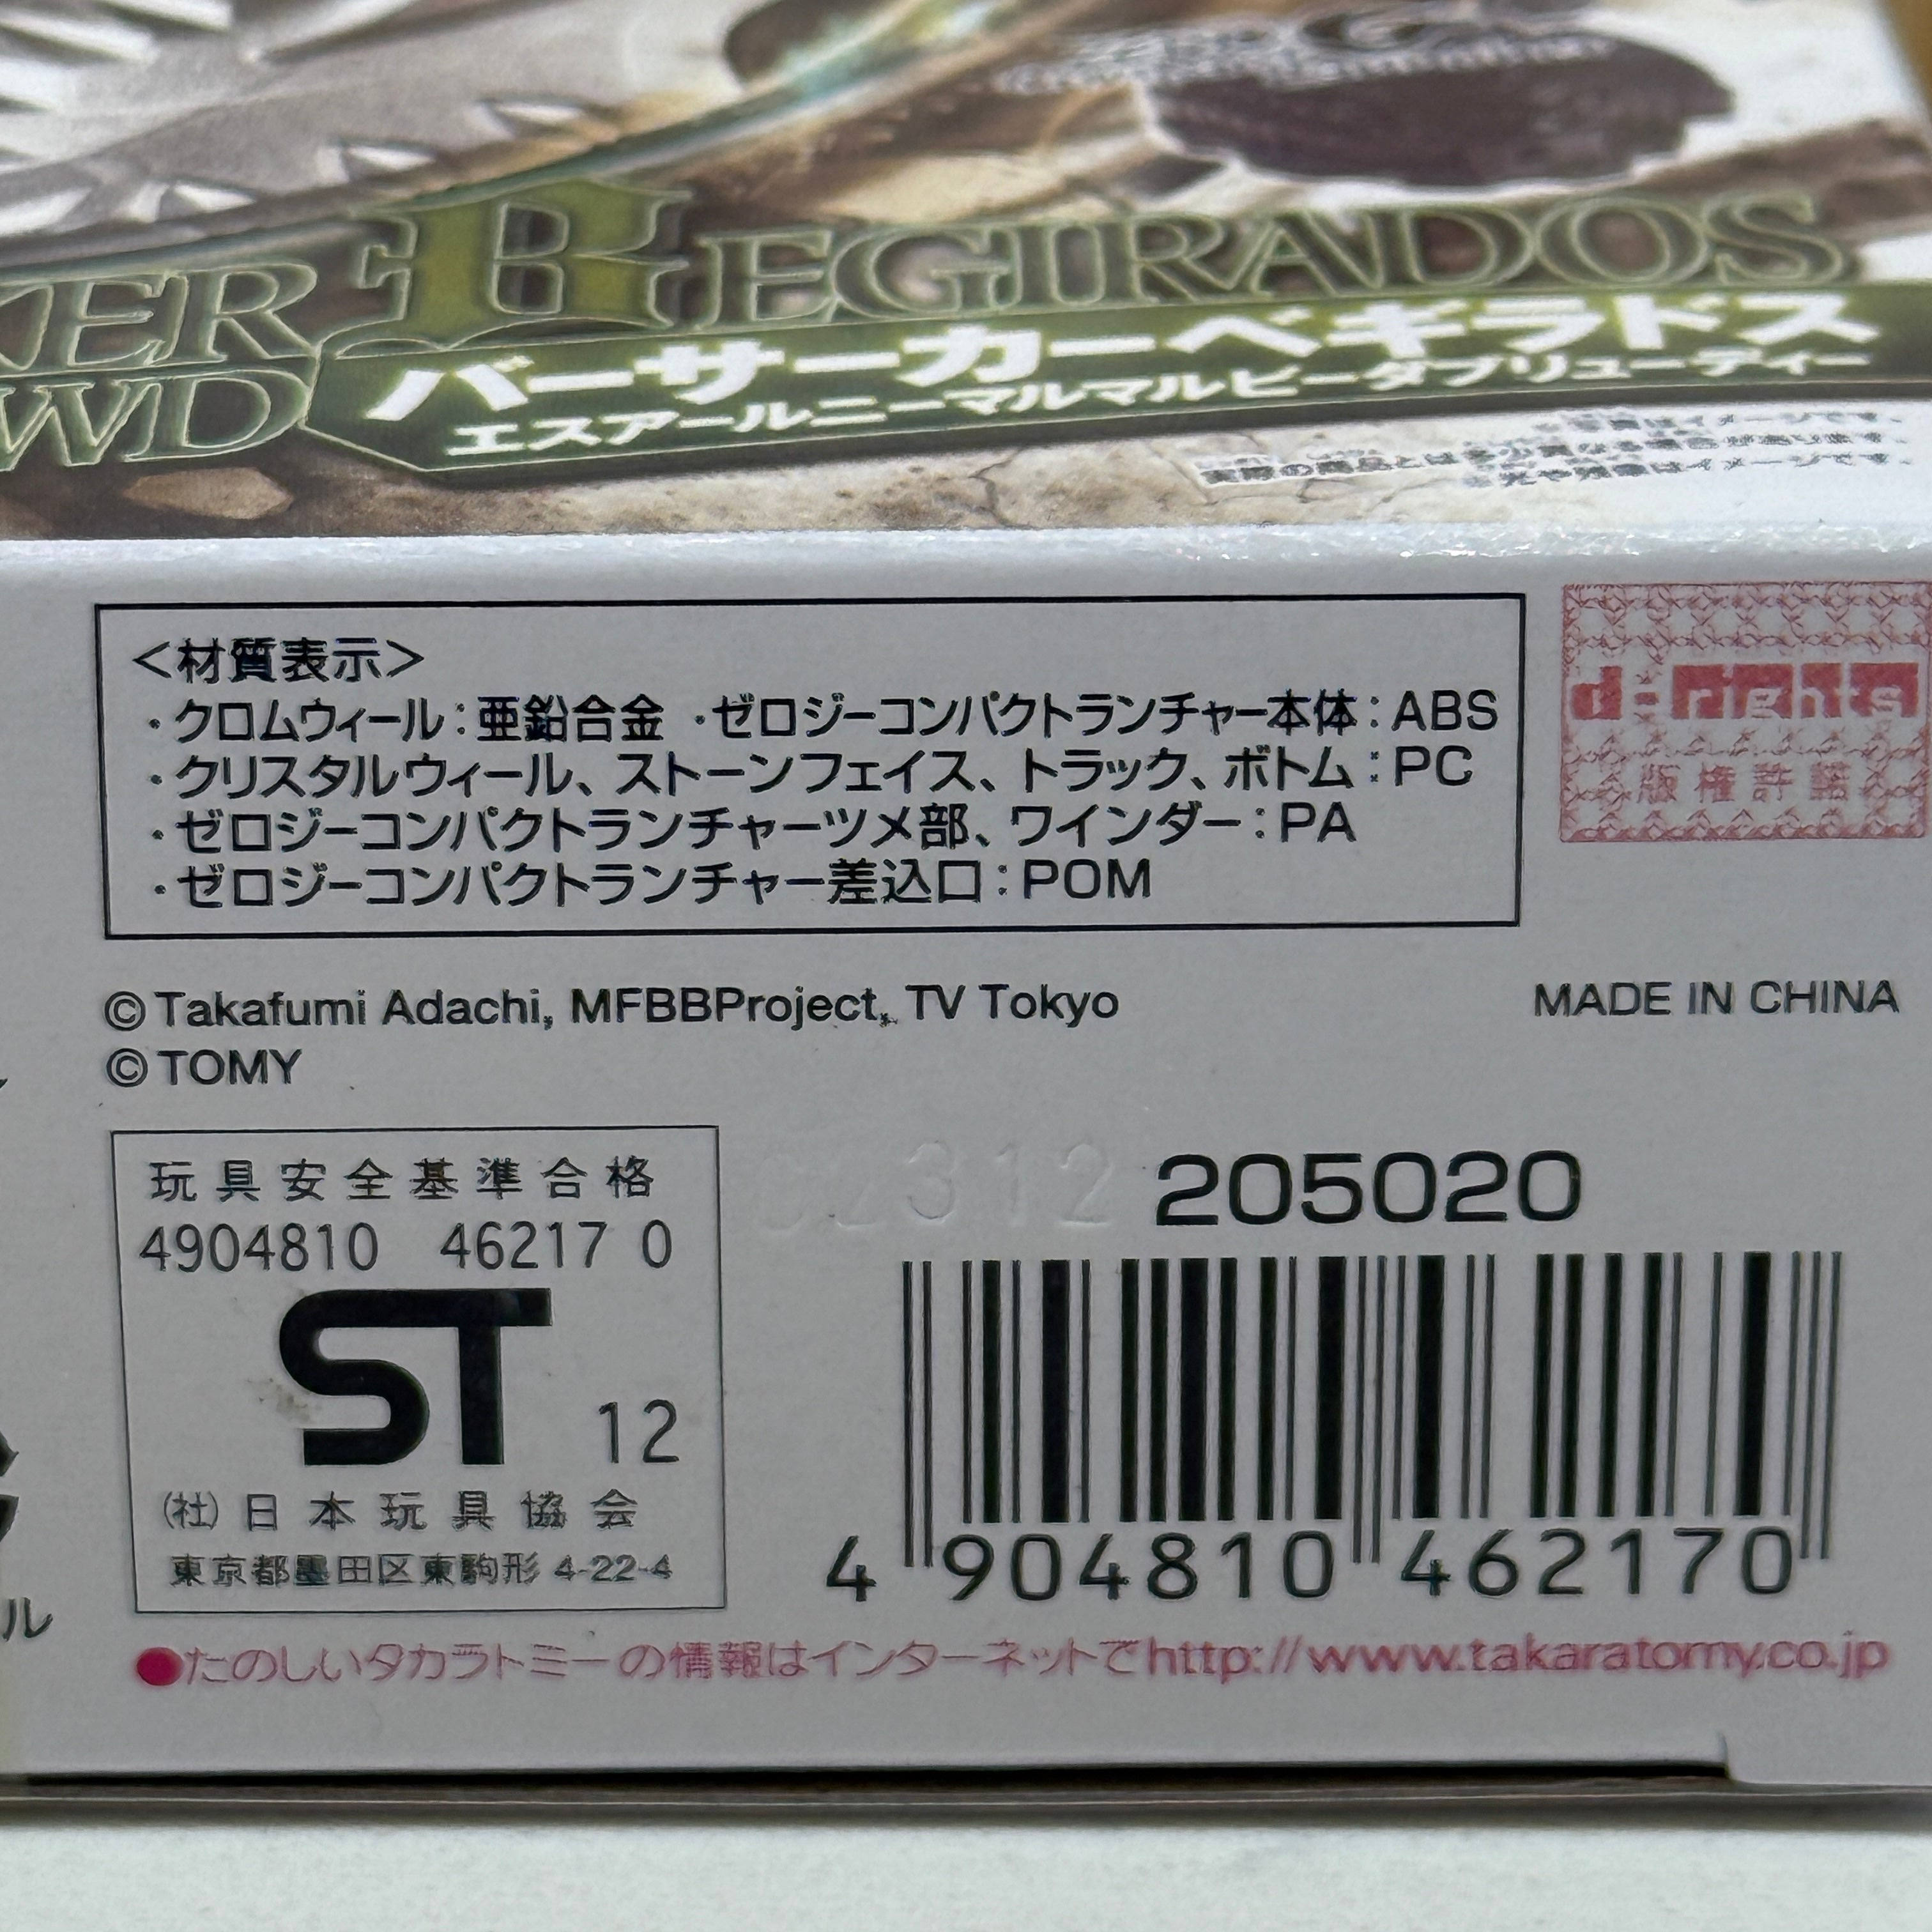 KER BEGIRADOS
WD
バーサーカーベギラドス
エスアールニーマルマルビーダブリューディー
<材質表示>
・クロムウィール：亜鉛合金 ・ゼロジーコンパクトランチャー本体：ABS
・クリスタルウィール、ストーンフェイス、トラック、ボトム：PC
・ゼロジーコンパクトランチャーツメ部、ワインダー：PA
・ゼロジーコンパクトランチャー差込口：POM
d-rights
版権許諾
©Takafumi Adachi, MFBBProject, TV Tokyo
MADE IN CHINA
©TOMY
玩具安全基準合格
4904810 46217 0
ST 12
(社)日本玩具協会
東京都墨田区東駒形 4-22-4
312
205020
4 904810 462170
●たのしいタカラトミーの情報はインターネットでhttp://www.takaratomy.co.jp
ル